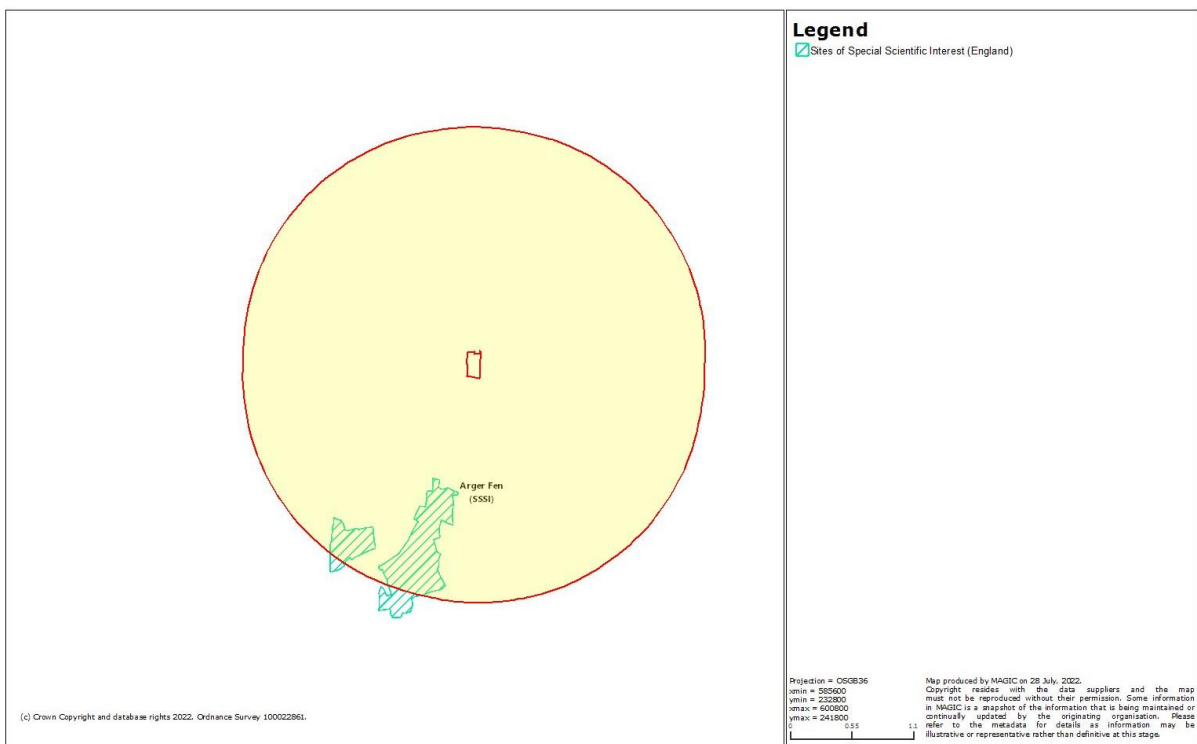 Legend
Sites of Special Scientific Interest (England)
Arger Fen
(SSSI)
(c) Crown Copyright and database rights 2022. Ordnance Survey 100022861.
Projection = OSGB36
xmin = 585600
ymin = 232800
xmax = 600800
ymax = 241800
0 0.55 1.1
Map produced by MAGIC on 28 July, 2022.
Copyright resides with the data suppliers and the map
must not be reproduced without their permission. Some information
in MAGIC is a snapshot of the information that is being maintained or
continually updated by the originating organisation. Please
refer to the metadata for details as information may be
illustrative or representative rather than definitive at this stage.